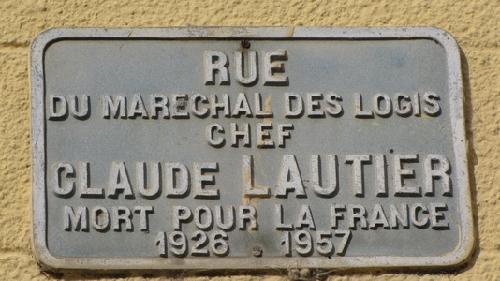 RUE
DU MARECHAL DES LOGIS
CHEF
CLAUDE LAUTIER
MORT POUR LA FRANCE
1926 - 1957